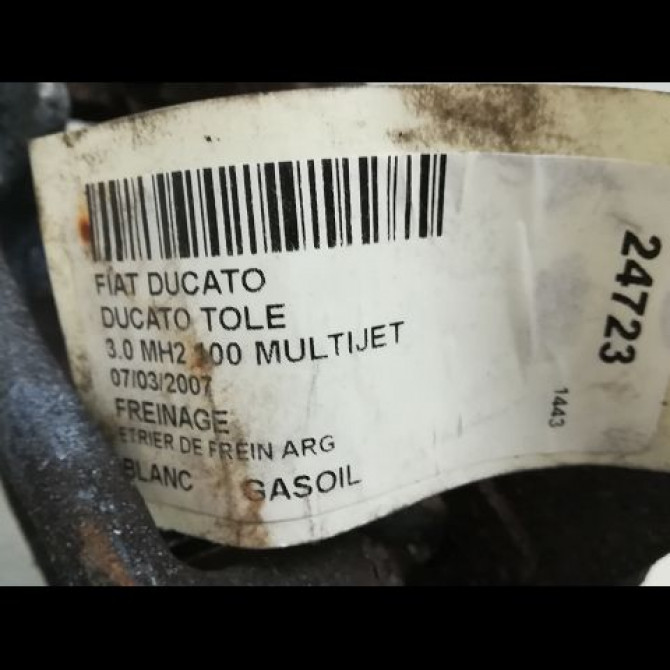 FIAT DUCATO
DUCATO TOLE
3.0 MH2 100 MULTIJET
07/03/2007
FREINAGE
ETRIER DE FREIN ARG
BLANC GASOIL
24723
1443